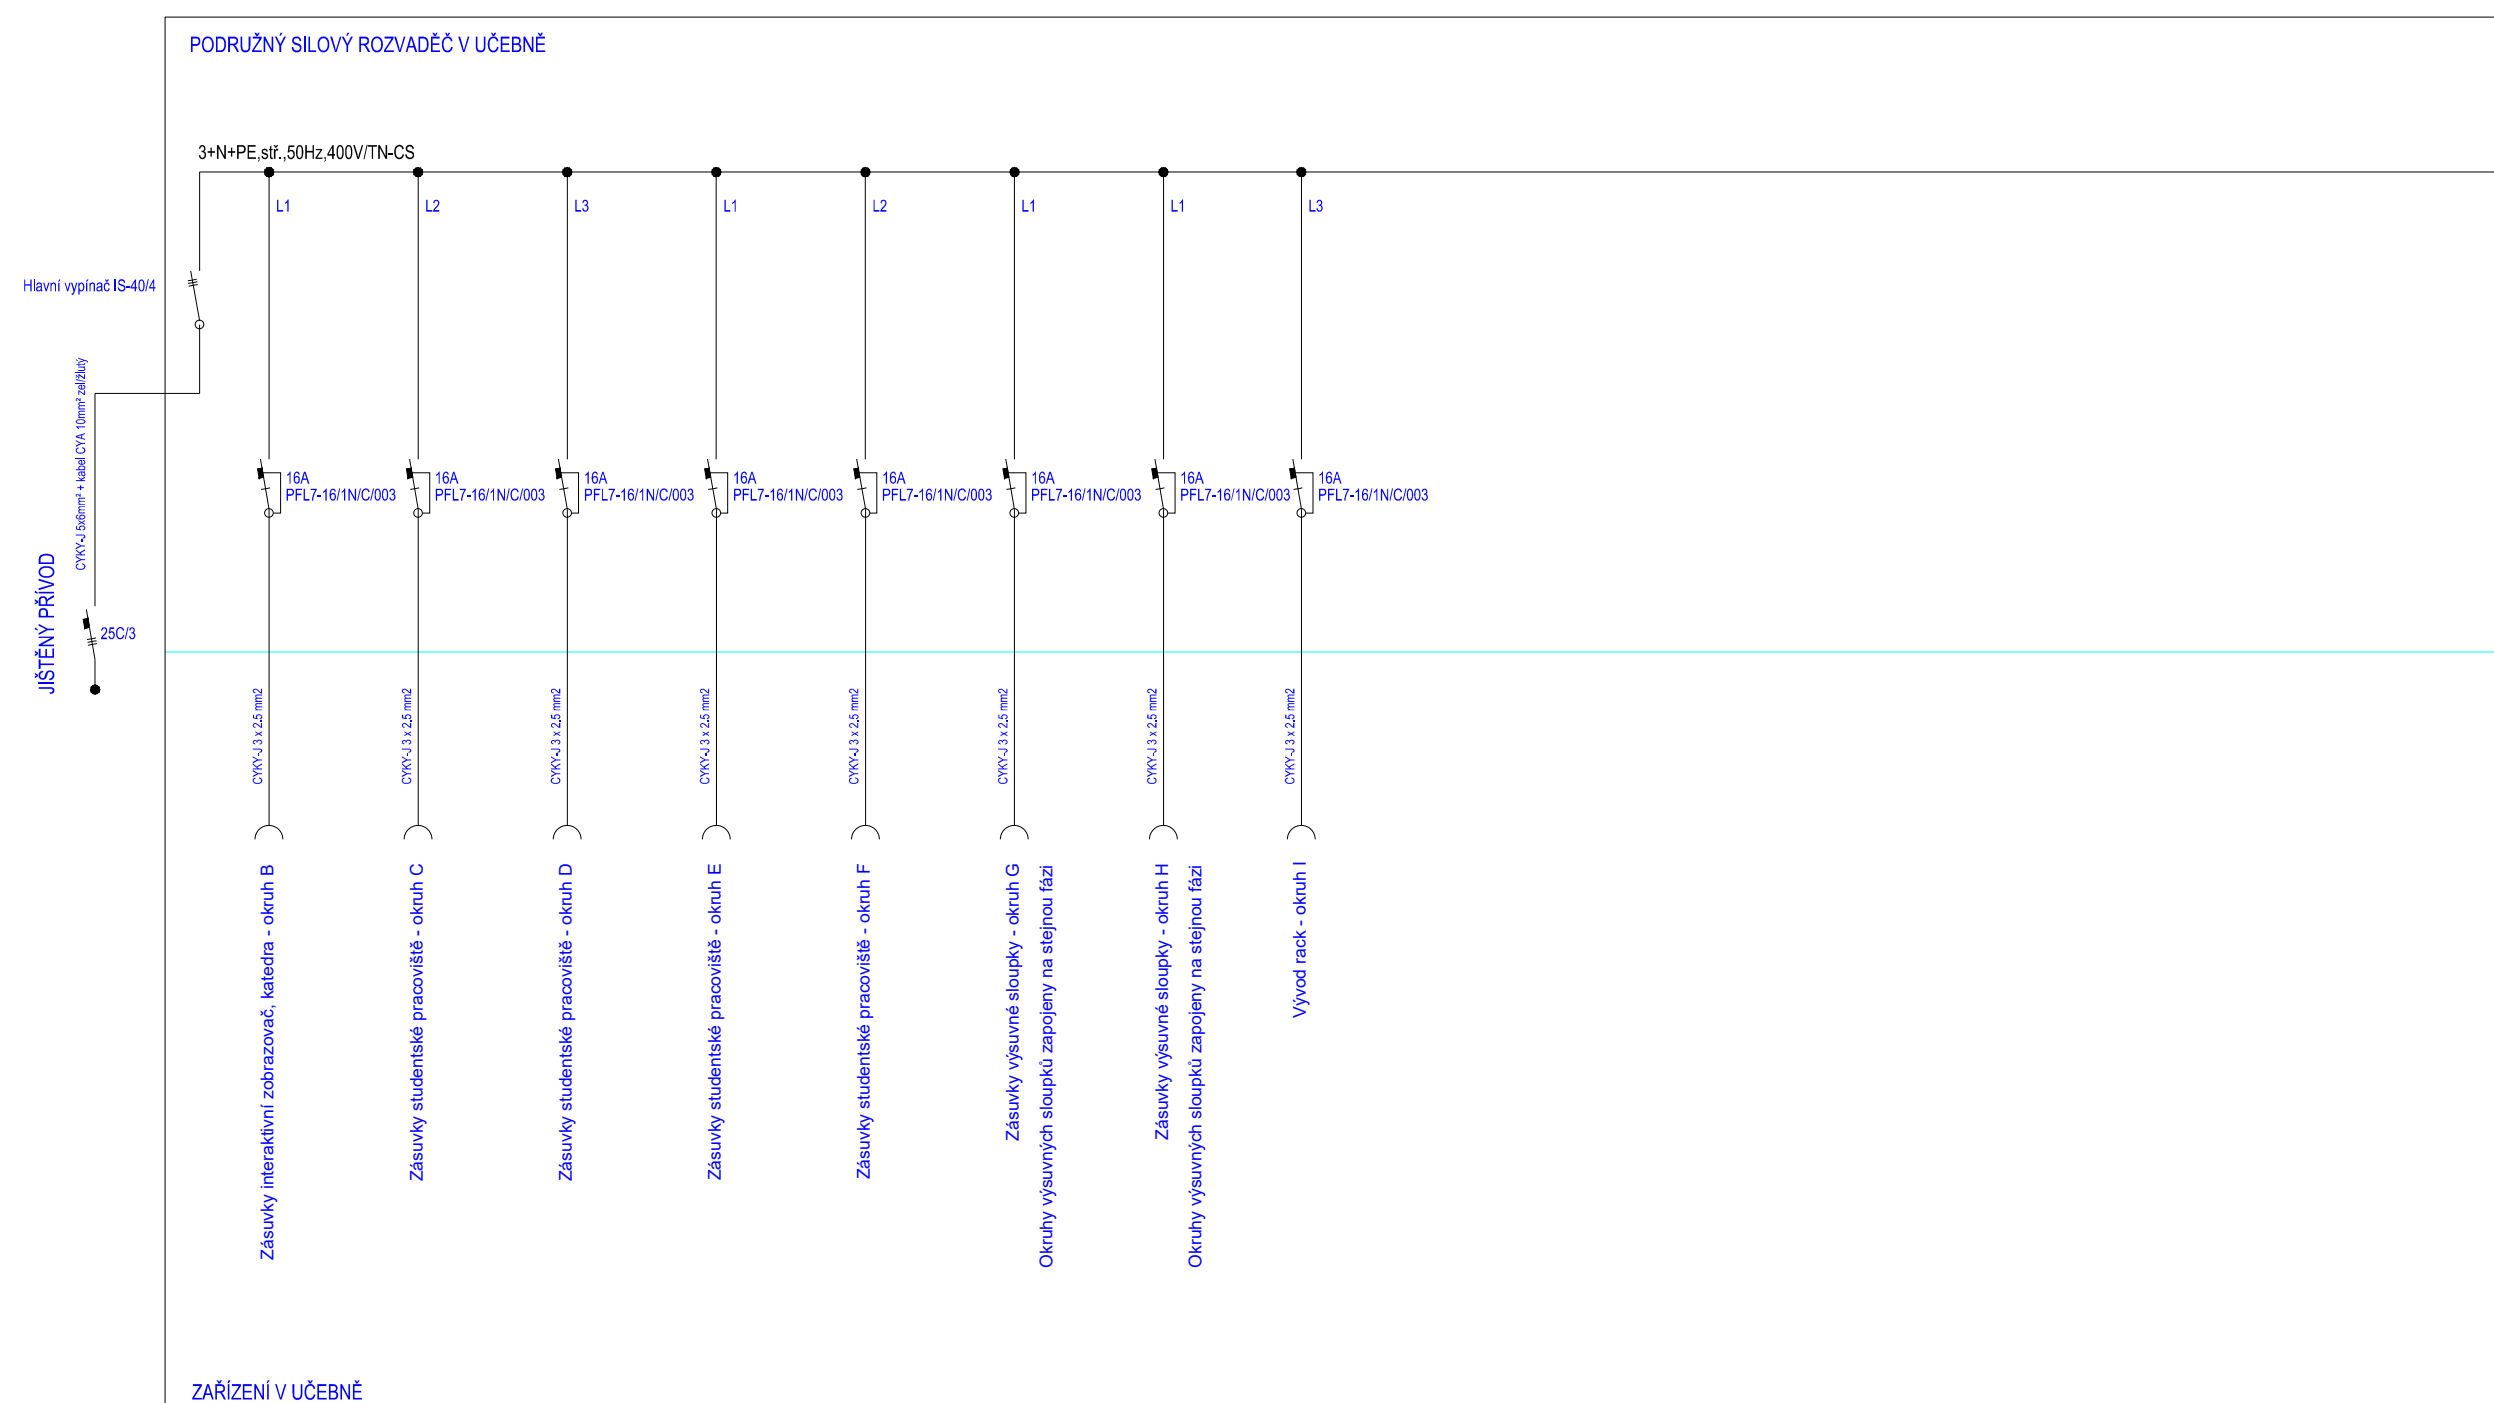 PODRUŽNÝ SILOVÝ ROZVADĚČ V UČEBNĚ
3+N+PE,stř.,50Hz,400V/TN-CS
L1
L2
L3
L1
L2
L1
L1
L3
Hlavní vypínač IS-40/4
CYKY-J 5x6mm² + kabel CYA 10mm² zel/žlutý
JIŠTĚNÝ PŘÍVOD
25C/3
16A
PFL7-16/1N/C/003
16A
PFL7-16/1N/C/003
16A
PFL7-16/1N/C/003
16A
PFL7-16/1N/C/003
16A
PFL7-16/1N/C/003
16A
PFL7-16/1N/C/003
16A
PFL7-16/1N/C/003
16A
PFL7-16/1N/C/003
CYKY-J 3 x 2.5 mm2
CYKY-J 3 x 2.5 mm2
CYKY-J 3 x 2.5 mm2
CYKY-J 3 x 2.5 mm2
CYKY-J 3 x 2.5 mm2
CYKY-J 3 x 2.5 mm2
CYKY-J 3 x 2.5 mm2
CYKY-J 3 x 2.5 mm2
Zásuvky interaktivní zobrazovač, katedra - okruh B
Zásuvky studentské pracoviště - okruh C
Zásuvky studentské pracoviště - okruh D
Zásuvky studentské pracoviště - okruh E
Zásuvky studentské pracoviště - okruh F
Zásuvky výsuvné sloupky - okruh G
Okruhy výsuvných sloupků zapojeny na stejnou fázi
Zásuvky výsuvné sloupky - okruh H
Okruhy výsuvných sloupků zapojeny na stejnou fázi
Vývod rack - okruh I
ZAŘÍZENÍ V UČEBNĚ